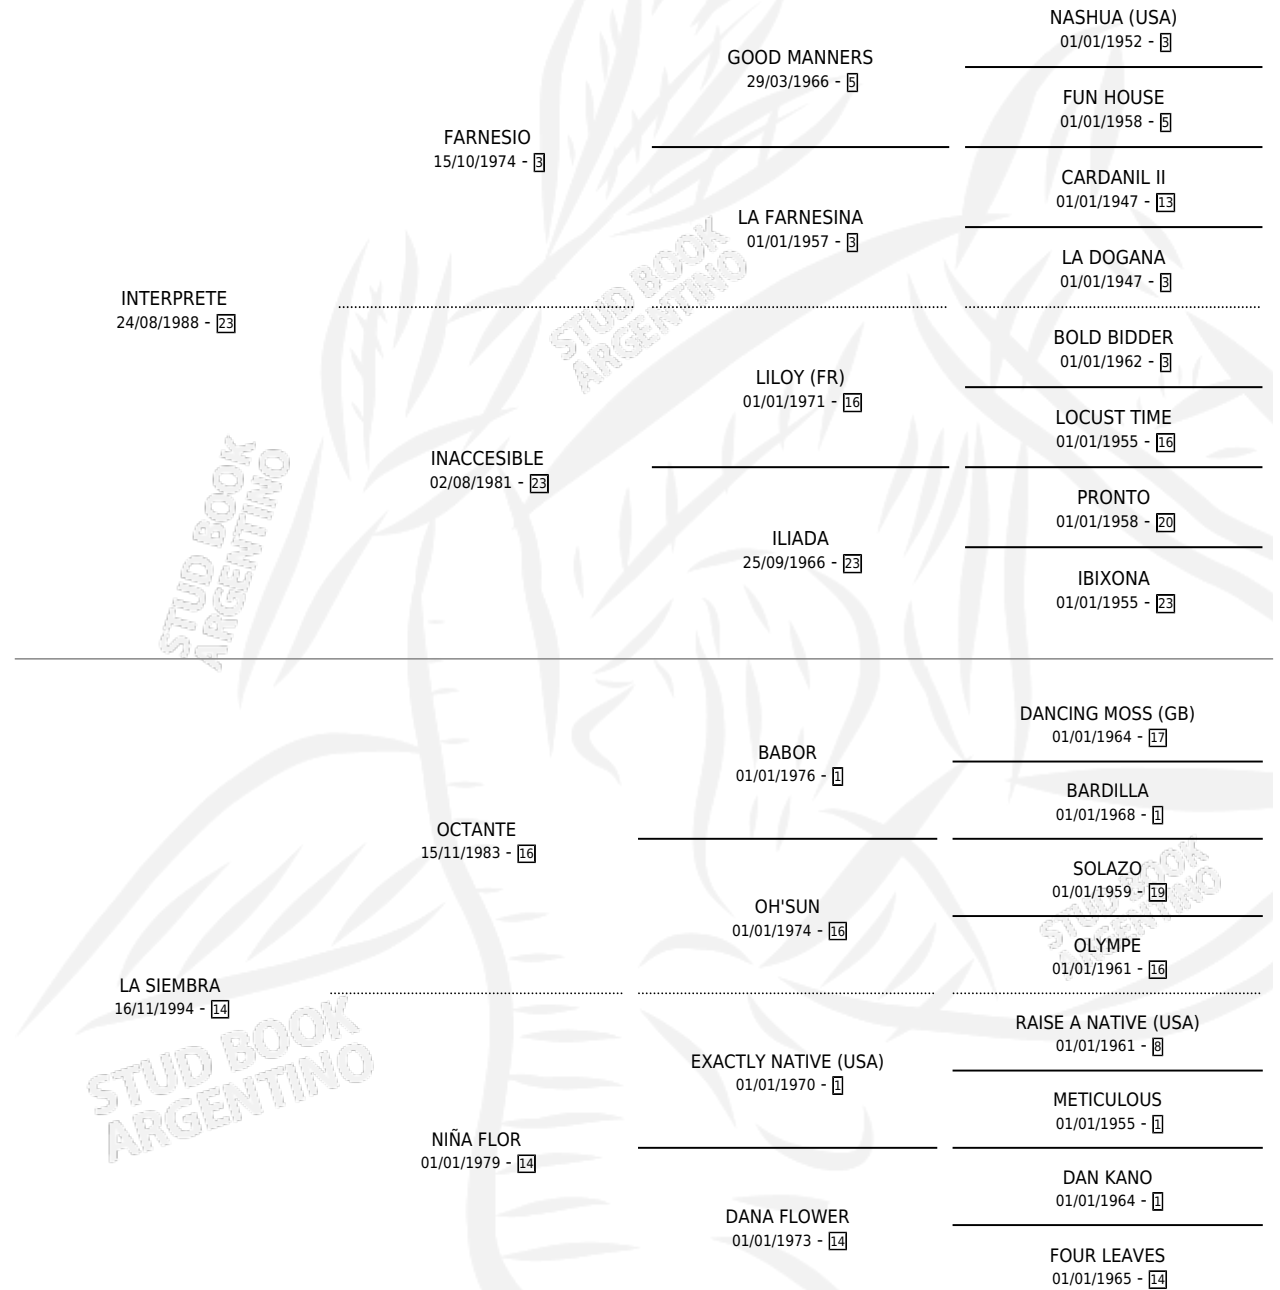 NASHUA (USA)
01/01/1952 - 3
GOOD MANNERS
29/03/1966 - 5
FUN HOUSE
01/01/1958 - 5
FARNESIO
15/10/1974 - 3
CARDANIL II
01/01/1947 - 13
LA FARNESINA
01/01/1957 - 3
LA DOGANA
01/01/1947 - 3
INTERPRETE
24/08/1988 - 23
BOLD BIDDER
01/01/1962 - 3
LILOY (FR)
01/01/1971 - 16
LOCUST TIME
01/01/1955 - 16
INACCESIBLE
02/08/1981 - 23
PRONTO
01/01/1958 - 20
ILIADA
25/09/1966 - 23
IBIXONA
01/01/1955 - 23
STUD BOOK
ARGENTINO
STUD BOOK
ARGENTINO
DANCING MOSS (GB)
01/01/1964 - 17
BABOR
01/01/1976 - 1
BARDILLA
01/01/1968 - 1
OCTANTE
15/11/1983 - 16
SOLAZO
01/01/1959 - 19
OH'SUN
01/01/1974 - 16
OLYMPE
01/01/1961 - 16
STUD BOOK
ARGENTINO
LA SIEMBRA
16/11/1994 - 14
RAISE A NATIVE (USA)
01/01/1961 - 8
EXACTLY NATIVE (USA)
01/01/1970 - 1
METICULOUS
01/01/1955 - 1
STUD BOOK
ARGENTINO
NIÑA FLOR
01/01/1979 - 14
DAN KANO
01/01/1964 - 1
DANA FLOWER
01/01/1973 - 14
FOUR LEAVES
01/01/1965 - 14